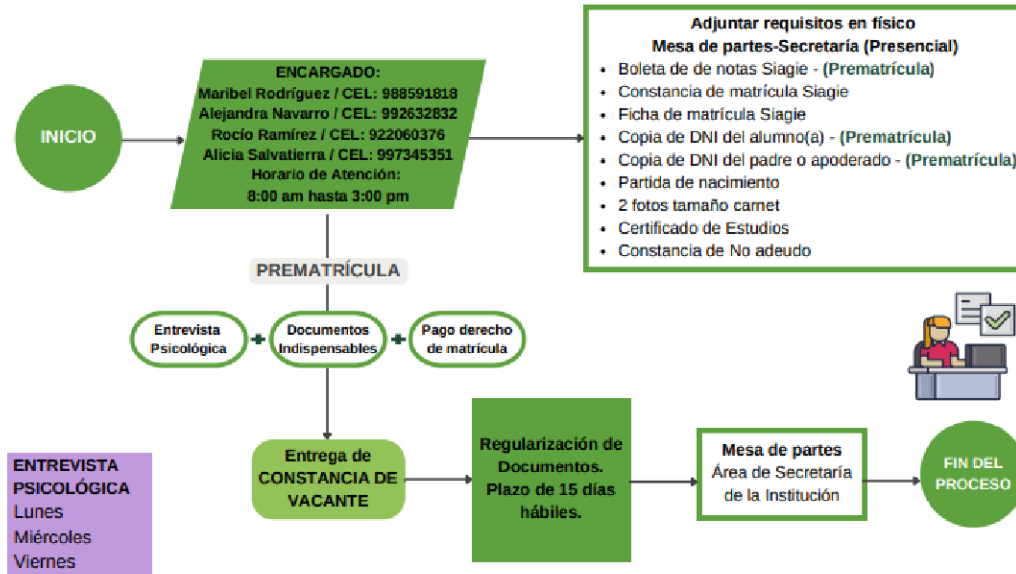 INICIO
ENCARGADO:
Maribel Rodríguez / CEL: 988591818
Alejandra Navarro / CEL: 992632832
Rocío Ramírez / CEL: 922060376
Alicia Salvatierra / CEL: 997345351
Horario de Atención:
8:00 am hasta 3:00 pm
Adjuntar requisitos en físico
Mesa de partes-Secretaría (Presencial)
• Boleta de de notas Siagie - (Prematrícula)
• Constancia de matrícula Siagie
• Ficha de matrícula Siagie
• Copia de DNI del alumno(a) - (Prematrícula)
• Copia de DNI del padre o apoderado - (Prematrícula)
• Partida de nacimiento
• 2 fotos tamaño carnet
• Certificado de Estudios
• Constancia de No adeudo
PREMATRÍCULA
Entrevista
Psicológica
+
Documentos
Indispensables
+
Pago derecho
de matrícula
Entrega de
CONSTANCIA DE
VACANTE
Regularización de
Documentos.
Plazo de 15 días
hábiles.
Mesa de partes
Área de Secretaría
de la Institución
FIN DEL
PROCESO
ENTREVISTA
PSICOLÓGICA
Lunes
Miércoles
Viernes